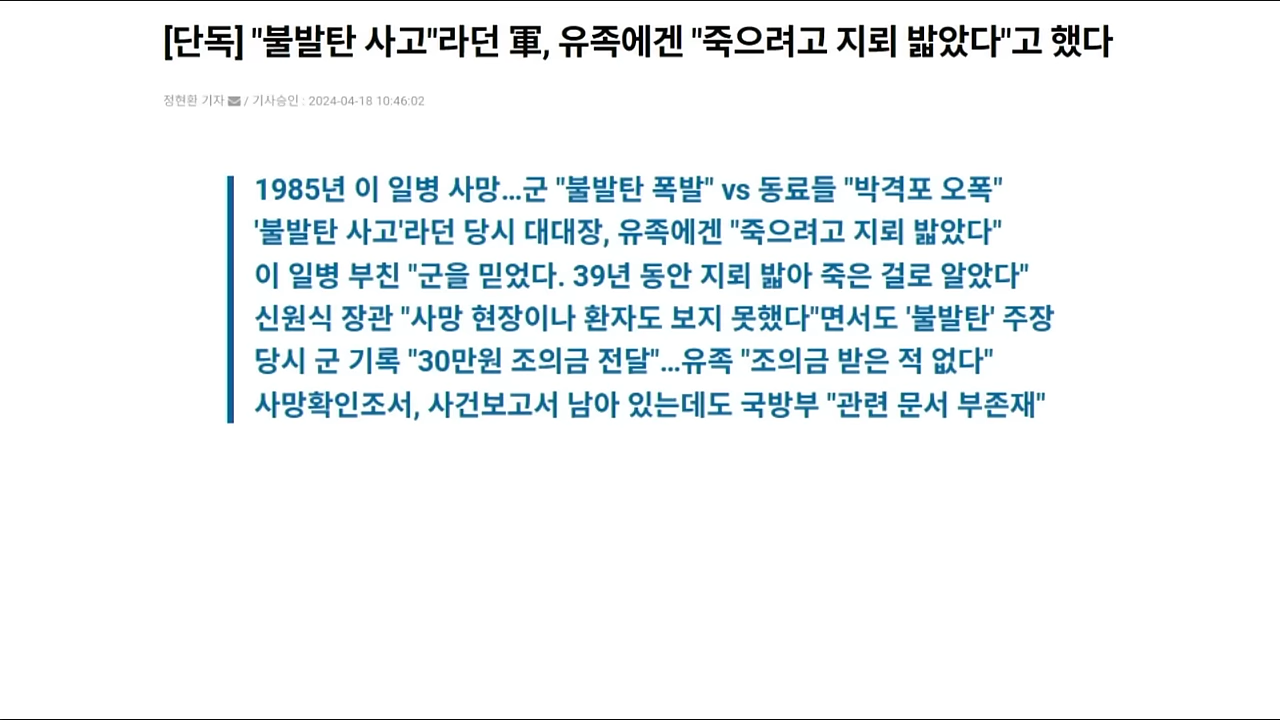 [단독] "불발탄 사고"라던 軍, 유족에겐 "죽으려고 지뢰 밟았다"고 했다
정현환 기자 / 기사승인 : 2024-04-18 10:46:02
1985년 이 일병 사망...군 "불발탄 폭발" vs 동료들 "박격포 오폭"
'불발탄 사고'라던 당시 대대장, 유족에겐 "죽으려고 지뢰 밟았다"
이 일병 부친 "군을 믿었다. 39년 동안 지뢰 밟아 죽은 걸로 알았다"
신원식 장관 "사망 현장이나 환자도 보지 못했다"면서도 '불발탄' 주장
당시 군 기록 "30만원 조의금 전달"...유족 "조의금 받은 적 없다"
사망확인조서, 사건보고서 남아 있는데도 국방부 "관련 문서 부존재"